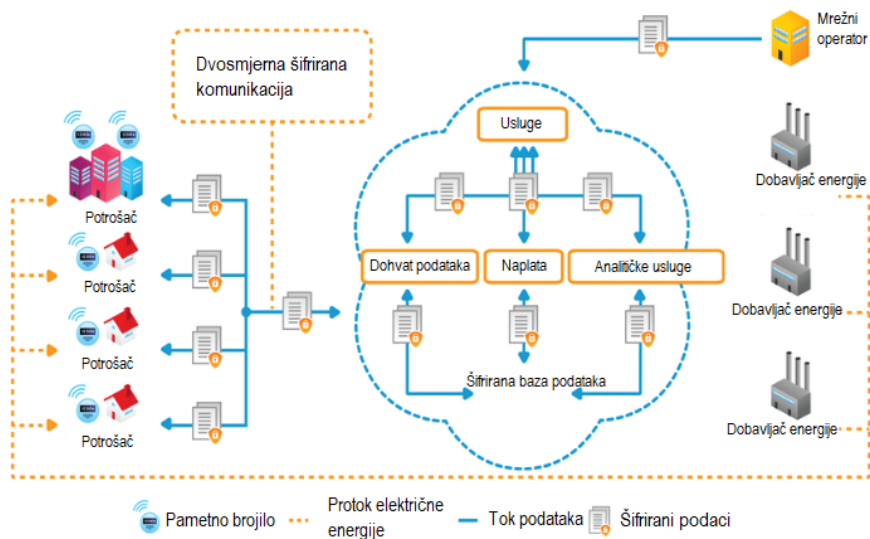 Mrežni
operator
Dvosmjerna šifrirana
komunikacija
Usluge
Dobavljač energije
Potrošač
Dohvat podataka
Naplata
Analitičke usluge
Potrošač
Dobavljač energije
Potrošač
Šifrirana baza podataka
Dobavljač energije
Potrošač
Pametno brojilo
Protok električne
energije
Tok podataka
Šifrirani podaci